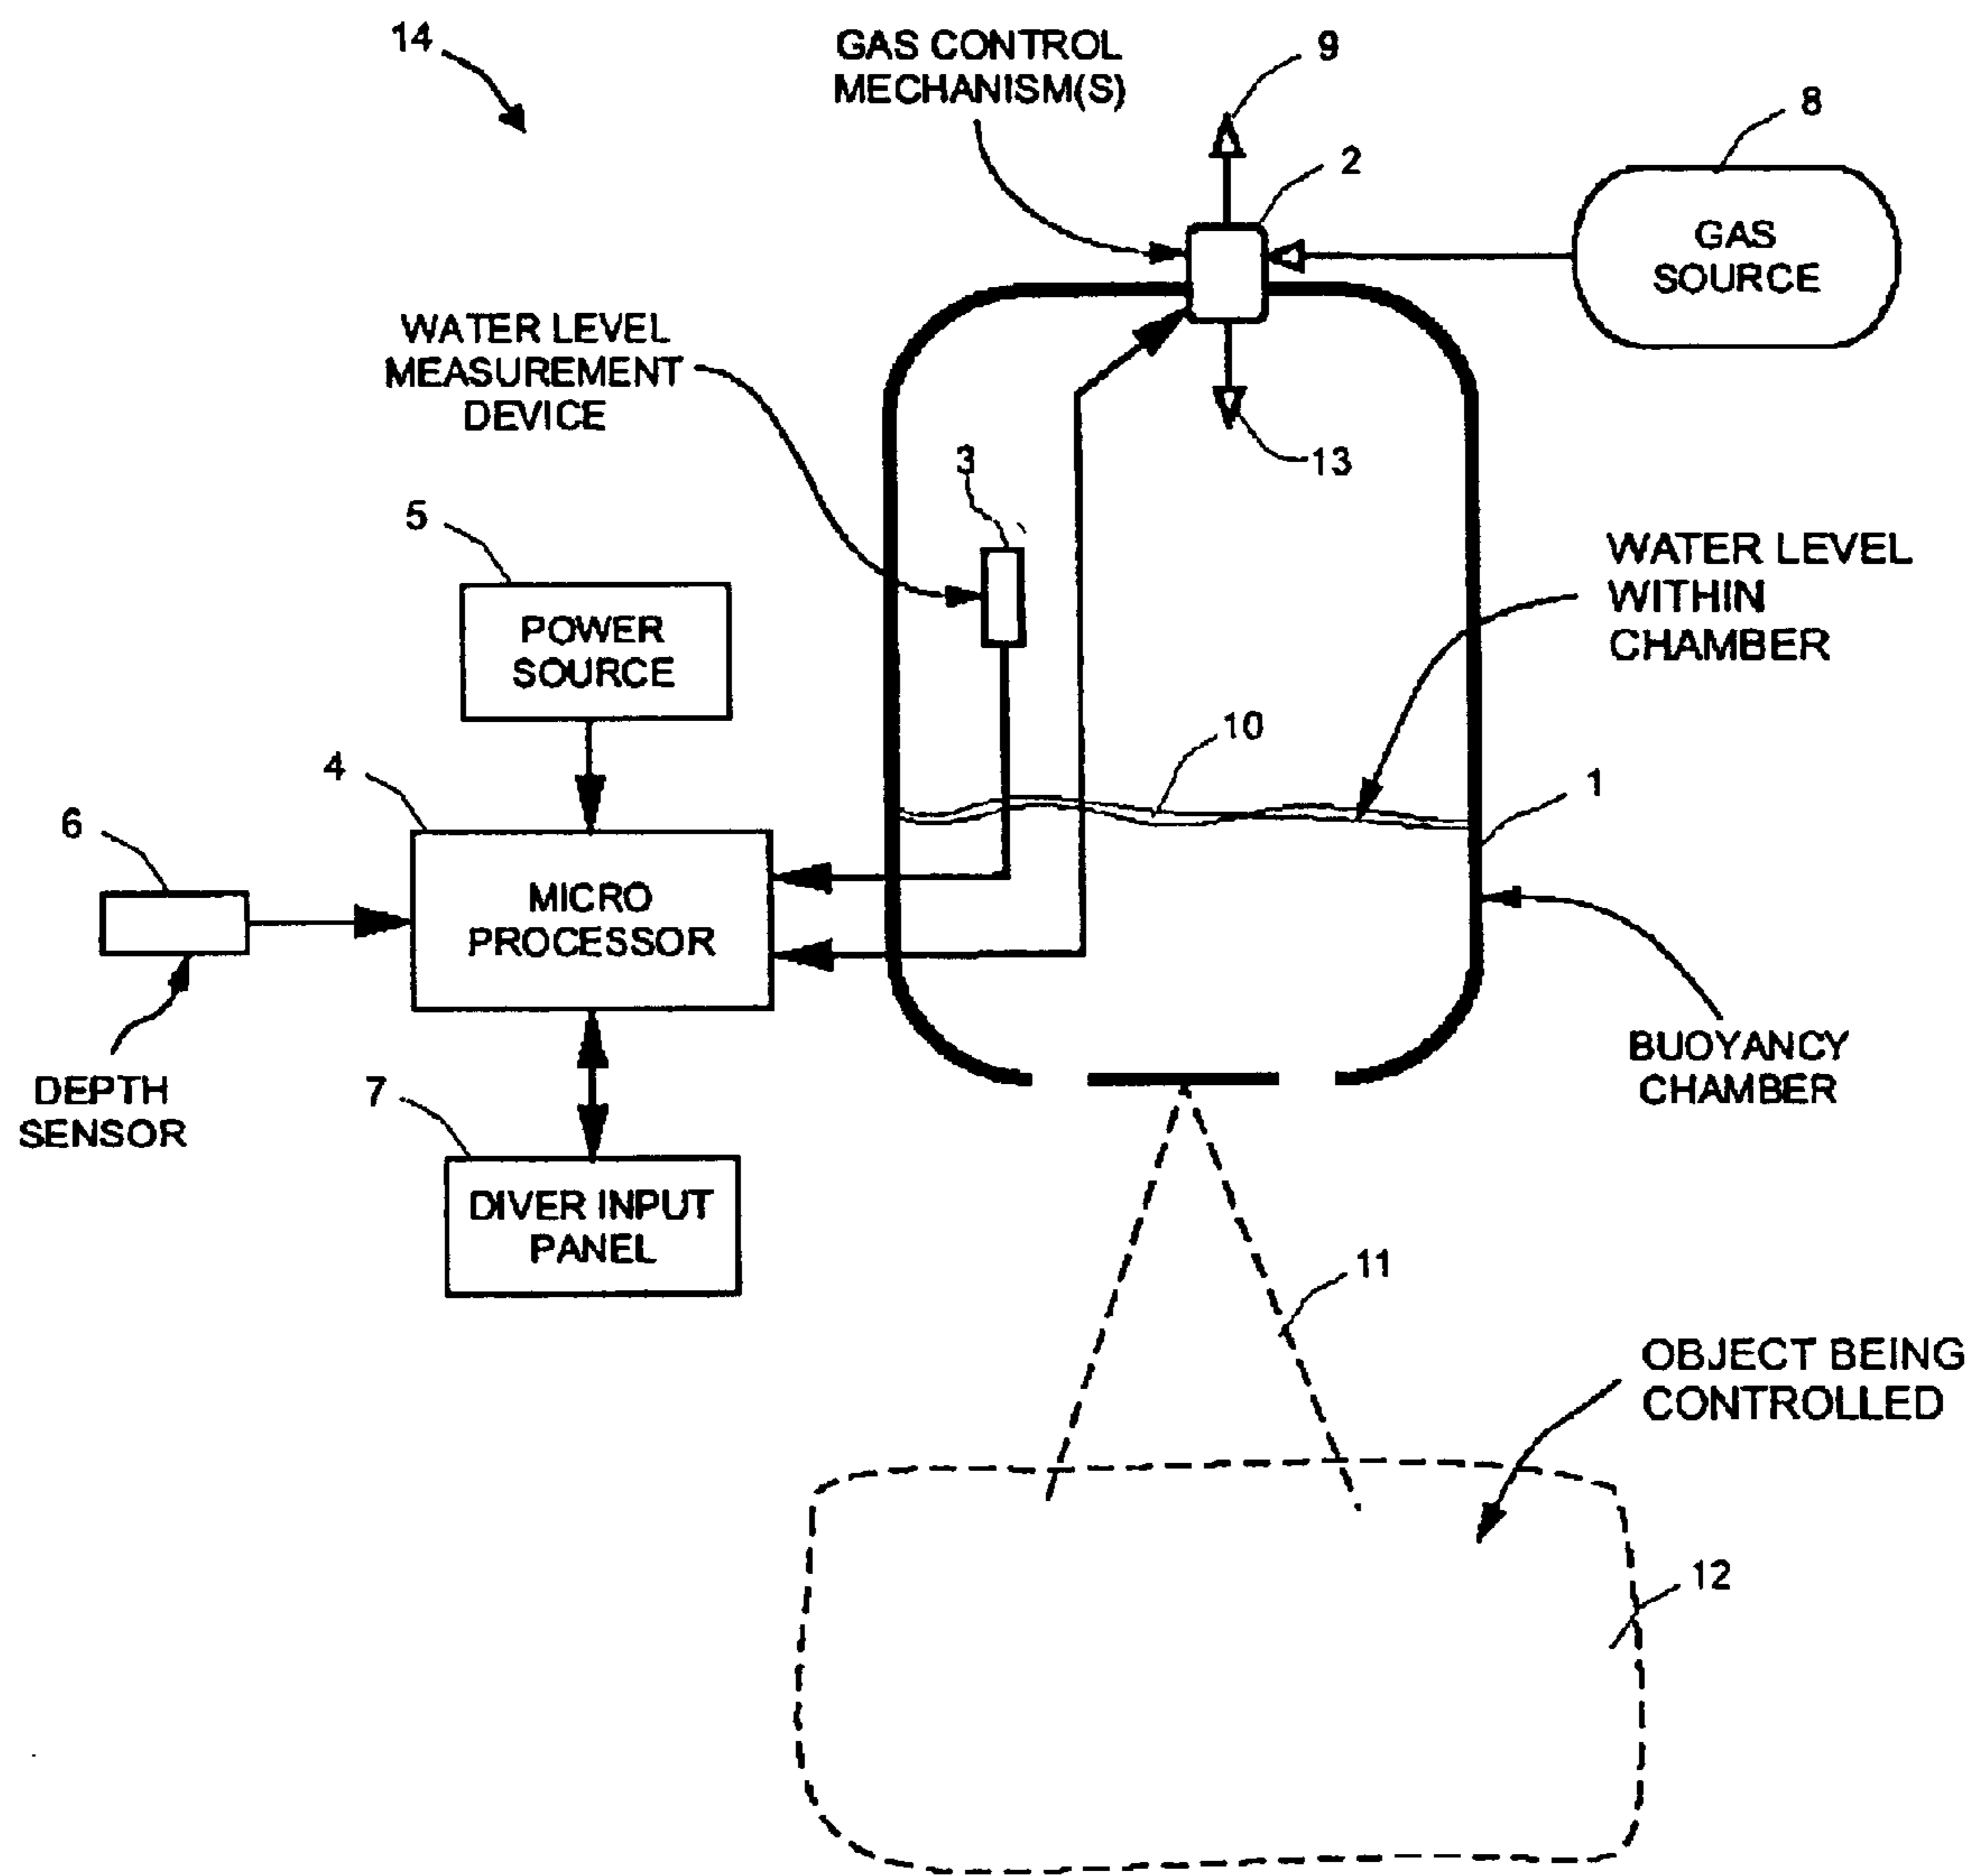 14
GAS CONTROL
MECHANISM(S)
9
8
2
GAS
SOURCE
WATER LEVEL
MEASUREMENT
DEVICE
3
13
5
POWER
SOURCE
WATER LEVEL
WITHIN
CHAMBER
10
4
1
6
MICRO
PROCESSOR
DEPTH
SENSOR
BUOYANCY
CHAMBER
7
DIVER INPUT
PANEL
11
OBJECT BEING
CONTROLLED
12